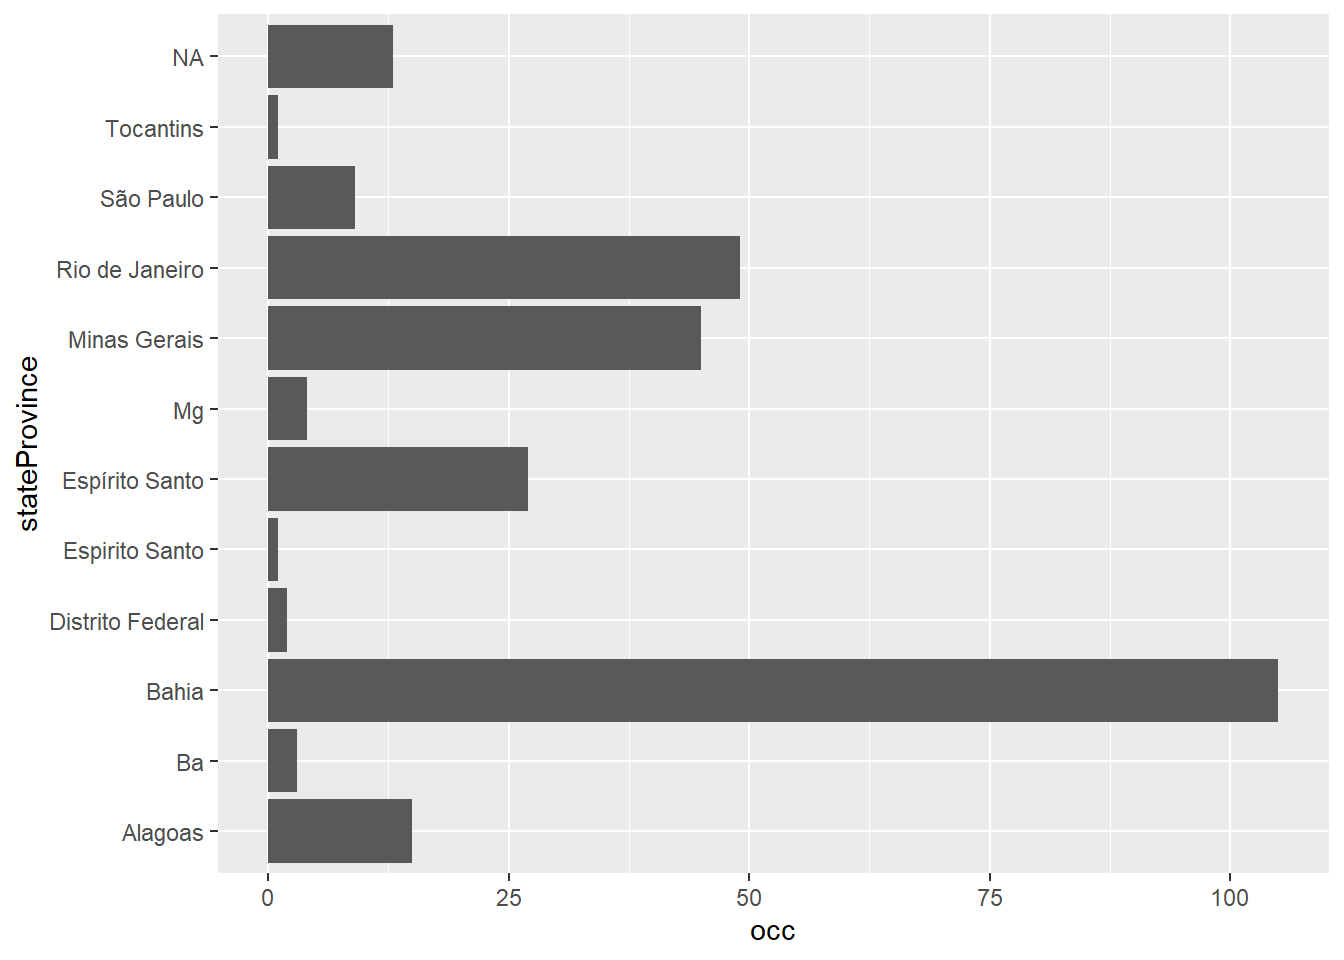 NA
Tocantins
São Paulo
Rio de Janeiro
Minas Gerais
Mg
Espírito Santo
Espirito Santo
Distrito Federal
Bahia
Ba
Alagoas
stateProvince
0 25 50 75 100
occ